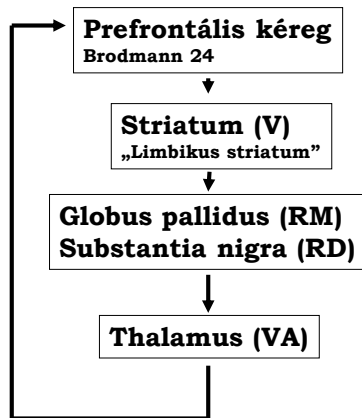 Prefrontális kéreg
Brodmann 24
Striatum (V)
„Limbikus striatum”
Globus pallidus (RM)
Substantia nigra (RD)
Thalamus (VA)